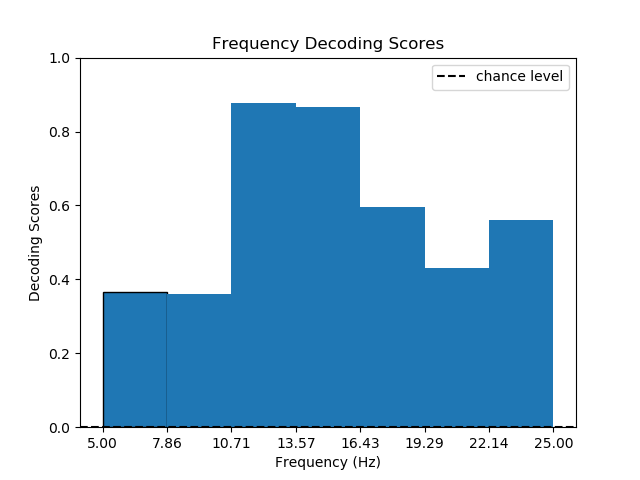 Frequency Decoding Scores
chance level
Decoding Scores
1.0
0.8
0.6
0.4
0.2
0.0
5.00 7.86 10.71 13.57 16.43 19.29 22.14 25.00
Frequency (Hz)